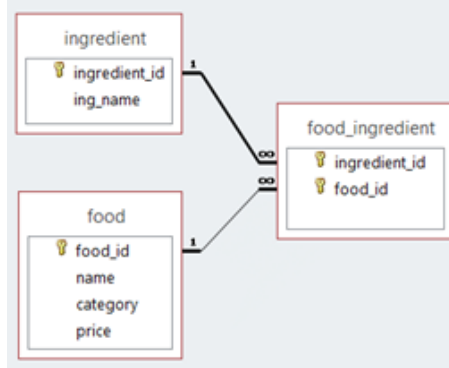 ingredient
ingredient_id
ing_name
1
∞
food_ingredient
ingredient_id
food_id
∞
food
food_id
name
category
price
1